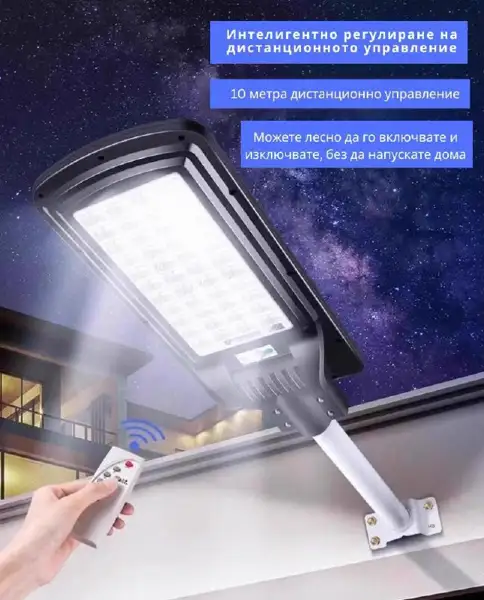 Интелигентно регулиране на
дистанционното управление
10 метра дистанционно управление
Можете лесно да го включвате и
изключвате, без да напускате дома